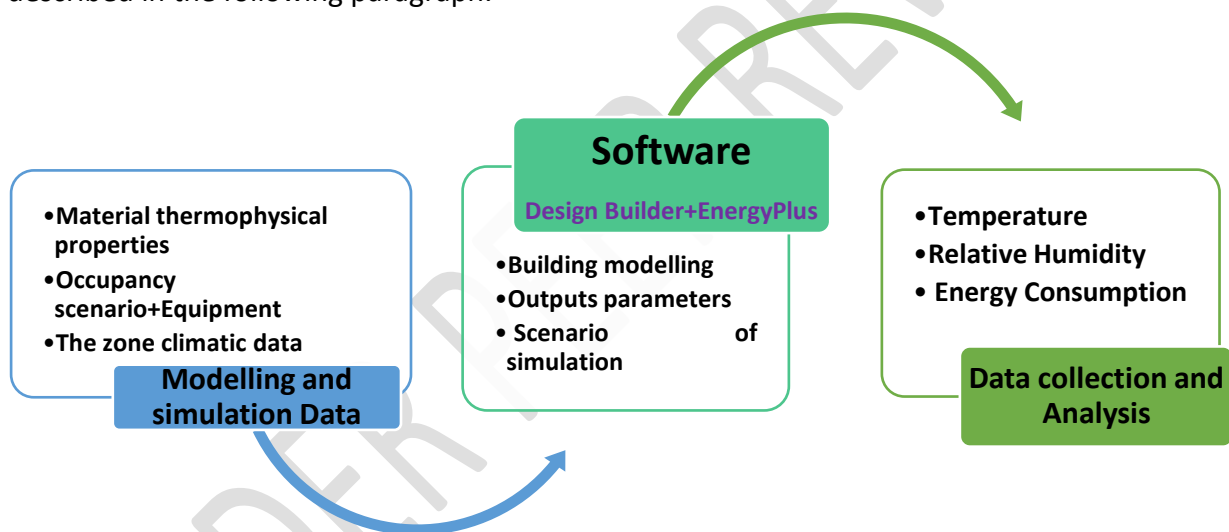 described in the following paragraph.
•Material thermophysical
properties
•Occupancy
scenario+Equipment
•The zone climatic data
Modelling and
simulation Data
Software
Design Builder+EnergyPlus
•Building modelling
•Outputs parameters
• Scenario of
simulation
•Temperature
•Relative Humidity
• Energy Consumption
Data collection and
Analysis